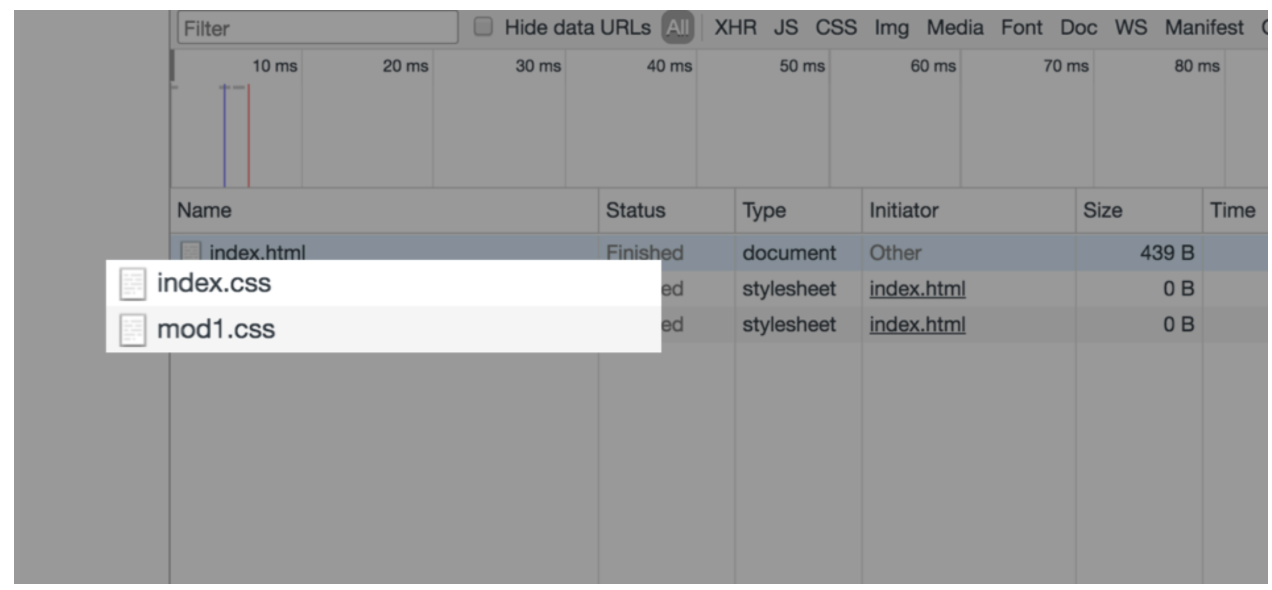 Filter Hide data URLs All XHR JS CSS Img Media Font Doc WS Manifest
10 ms 20 ms 30 ms 40 ms 50 ms 60 ms 70 ms 80 ms
Name Status Type Initiator Size Time
index.html Finished document Other 439 B
index.css ed stylesheet index.html 0 B
mod1.css ed stylesheet index.html 0 B